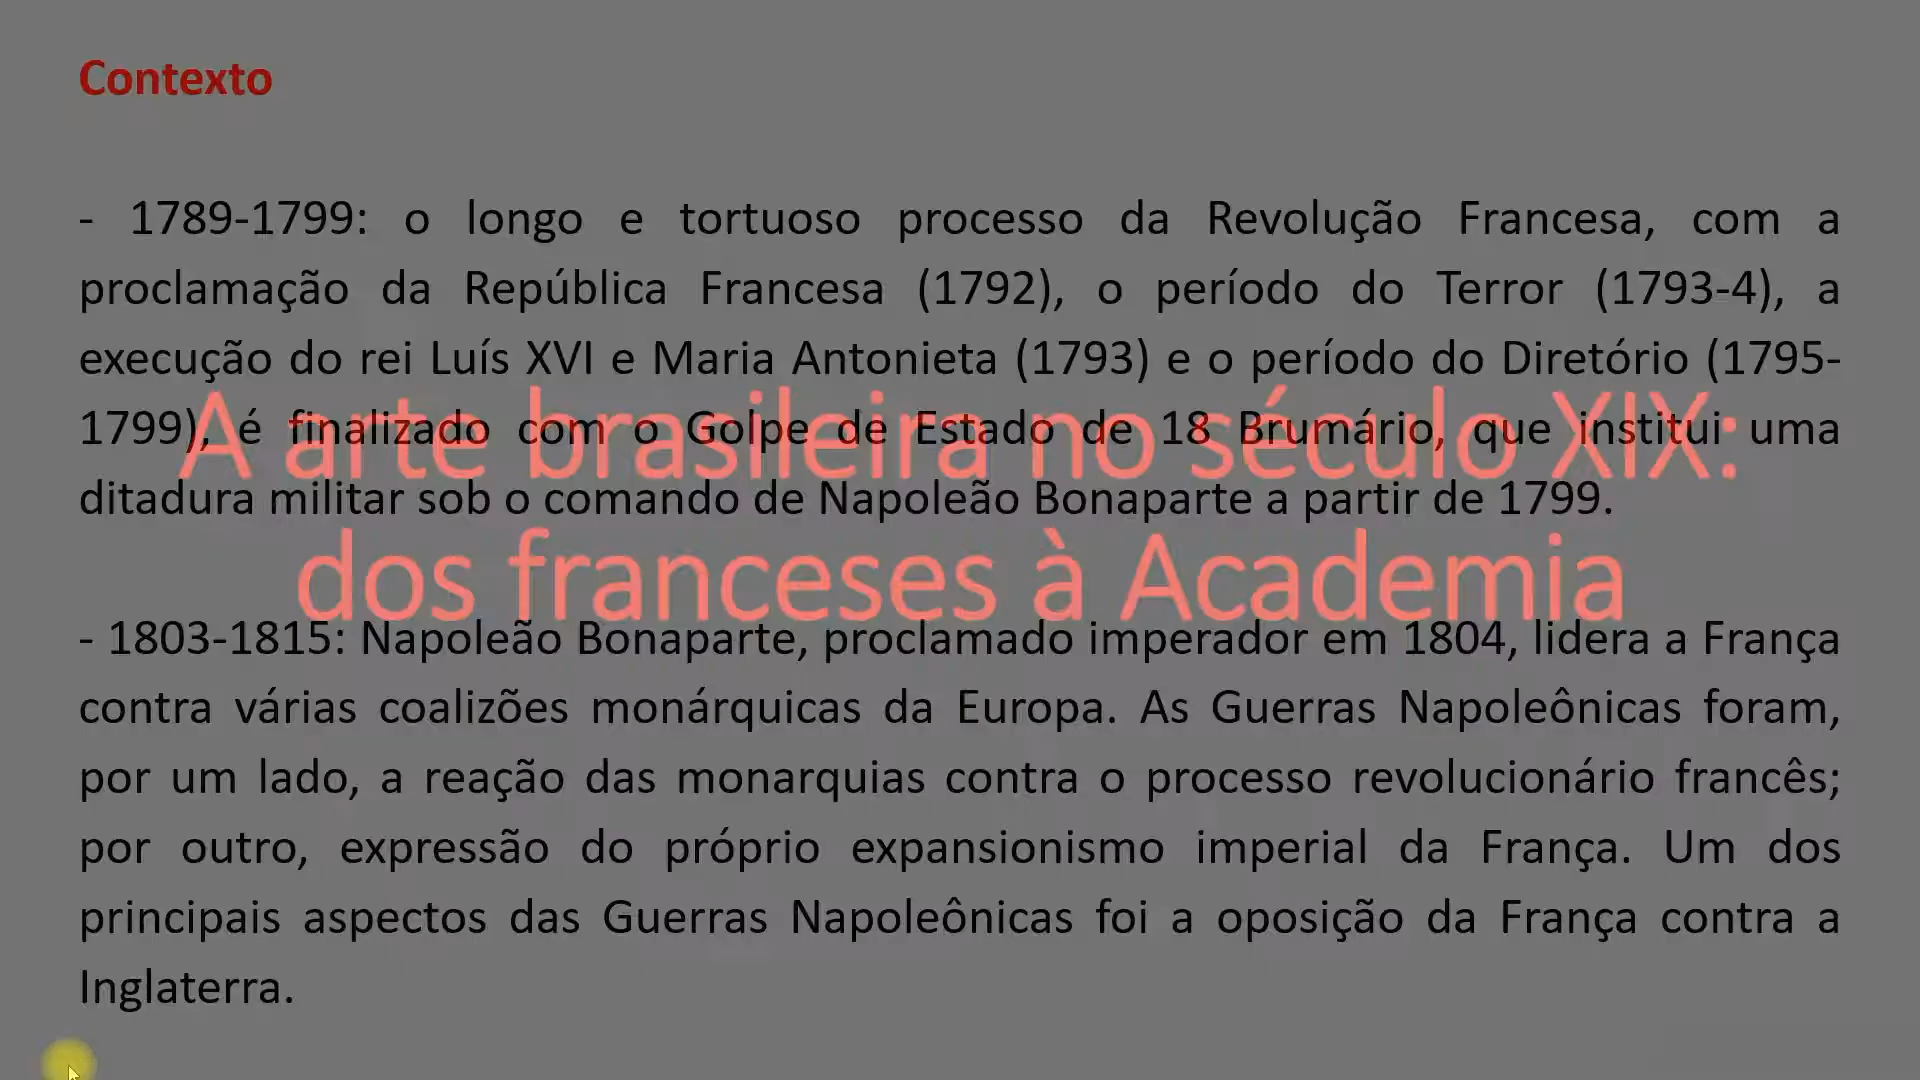 Contexto
- 1789-1799: o longo e tortuoso processo da Revolução Francesa, com a
proclamação da República Francesa (1792), o período do Terror (1793-4), a
execução do rei Luís XVI e Maria Antonieta (1793) e o período do Diretório (1795-
1799), é finalizado com o Golpe de Estado de 18 Brumário, que institui uma
ditadura militar sob o comando de Napoleão Bonaparte a partir de 1799.
A arte brasileira no século XIX:
dos franceses à Academia
- 1803-1815: Napoleão Bonaparte, proclamado imperador em 1804, lidera a França
contra várias coalizões monárquicas da Europa. As Guerras Napoleônicas foram,
por um lado, a reação das monarquias contra o processo revolucionário francês;
por outro, expressão do próprio expansionismo imperial da França. Um dos
principais aspectos das Guerras Napoleônicas foi a oposição da França contra a
Inglaterra.